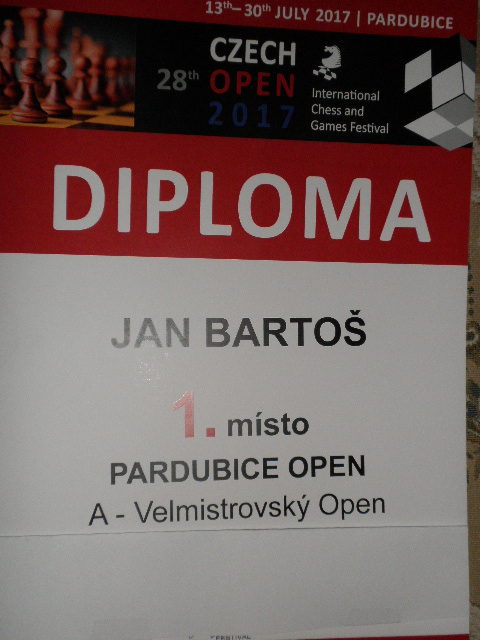 13th–30th JULY 2017 | PARDUBICE
28th CZECH OPEN 2017
International
Chess and
Games Festival
DIPLOMA
JAN BARTOŠ
1. místo
PARDUBICE OPEN
A - Velmistrovský Open